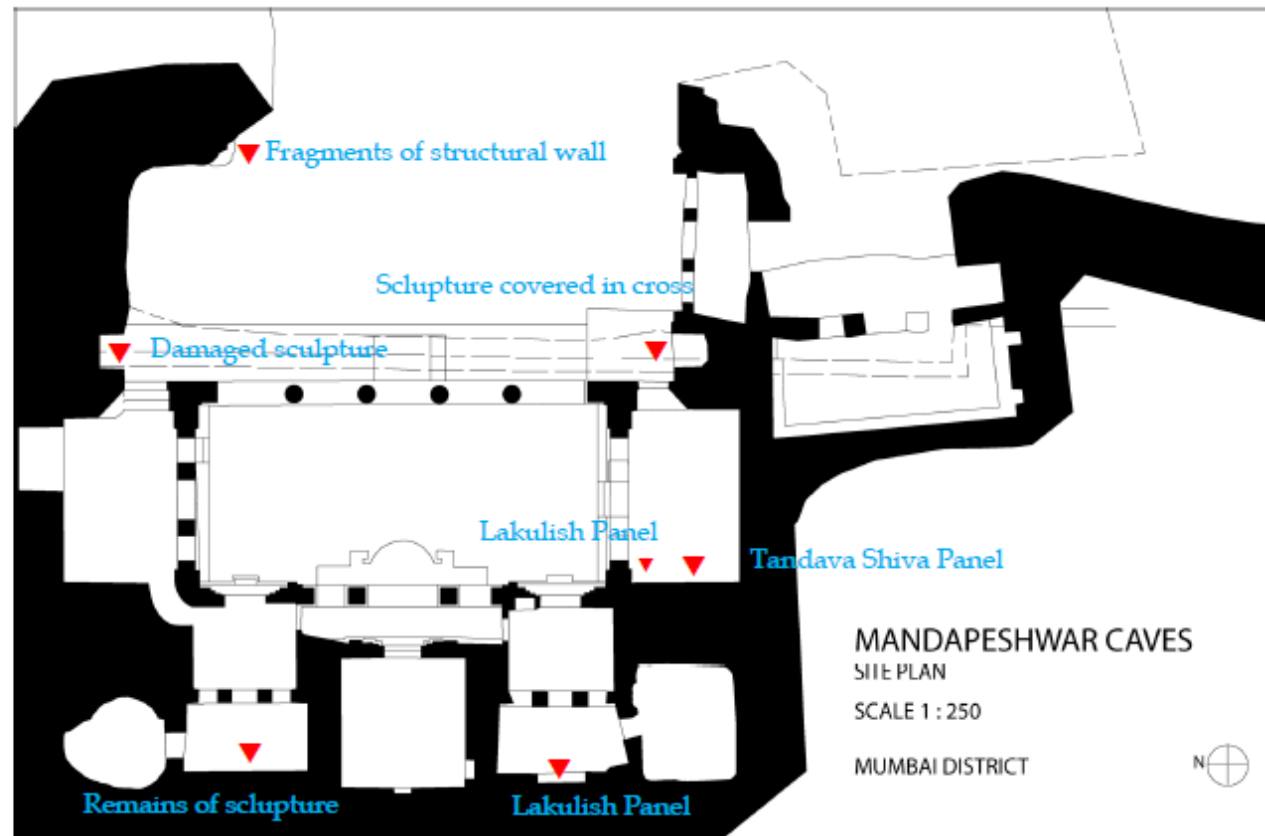 Fragments of structural wall
Sclupture covered in cross
Damaged sculpture
Lakulish Panel
Tandava Shiva Panel
MANDAPESHWAR CAVES
SITE PLAN
SCALE 1 : 250
MUMBAI DISTRICT
N
Remains of sclupture
Lakulish Panel